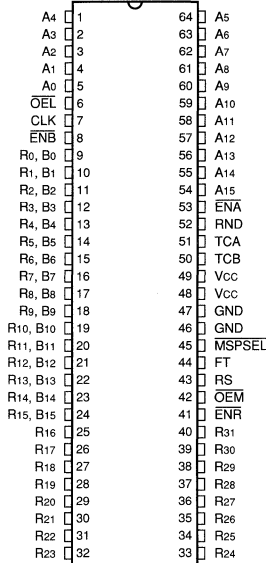 A4 1 64 A5
A3 2 63 A6
A2 3 62 A7
A1 4 61 A8
A0 5 60 A9
OEL 6 59 A10
CLK 7 58 A11
ENB 8 57 A12
R0, B0 9 56 A13
R1, B1 10 55 A14
R2, B2 11 54 A15
R3, B3 12 53 ENA
R4, B4 13 52 RND
R5, B5 14 51 TCA
R6, B6 15 50 TCB
R7, B7 16 49 VCC
R8, B8 17 48 VCC
R9, B9 18 47 GND
R10, B10 19 46 GND
R11, B11 20 45 MSPSEL
R12, B12 21 44 FT
R13, B13 22 43 RS
R14, B14 23 42 OEM
R15, B15 24 41 ENR
R16 25 40 R31
R17 26 39 R30
R18 27 38 R29
R19 28 37 R28
R20 29 36 R27
R21 30 35 R26
R22 31 34 R25
R23 32 33 R24